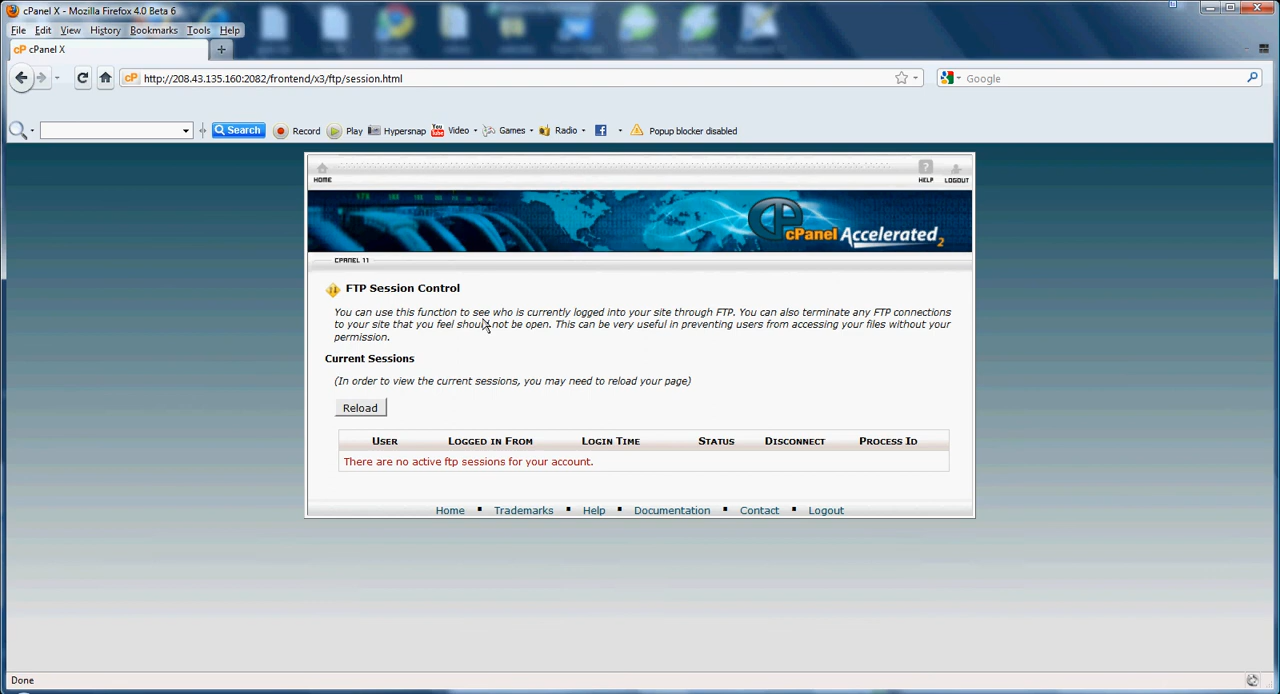 cPanel X - Mozilla Firefox 4.0 Beta 6
File Edit View History Bookmarks Tools Help
cP cPanel X
cP http://208.43.135.160:2082/frontend/x3/ftp/session.html
Google
Search Record Play Hypersnap You Tube Video Games Radio Popup blocker disabled
HOME HELP LOGOUT
cPanel Accelerated2
CPANEL 11
FTP Session Control
You can use this function to see who is currently logged into your site through FTP. You can also terminate any FTP connections
to your site that you feel should not be open. This can be very useful in preventing users from accessing your files without your
permission.
Current Sessions
(In order to view the current sessions, you may need to reload your page)
Reload
USER LOGGED IN FROM LOGIN TIME STATUS DISCONNECT PROCESS ID
There are no active ftp sessions for your account.
Home ▪ Trademarks ▪ Help ▪ Documentation ▪ Contact ▪ Logout
Done